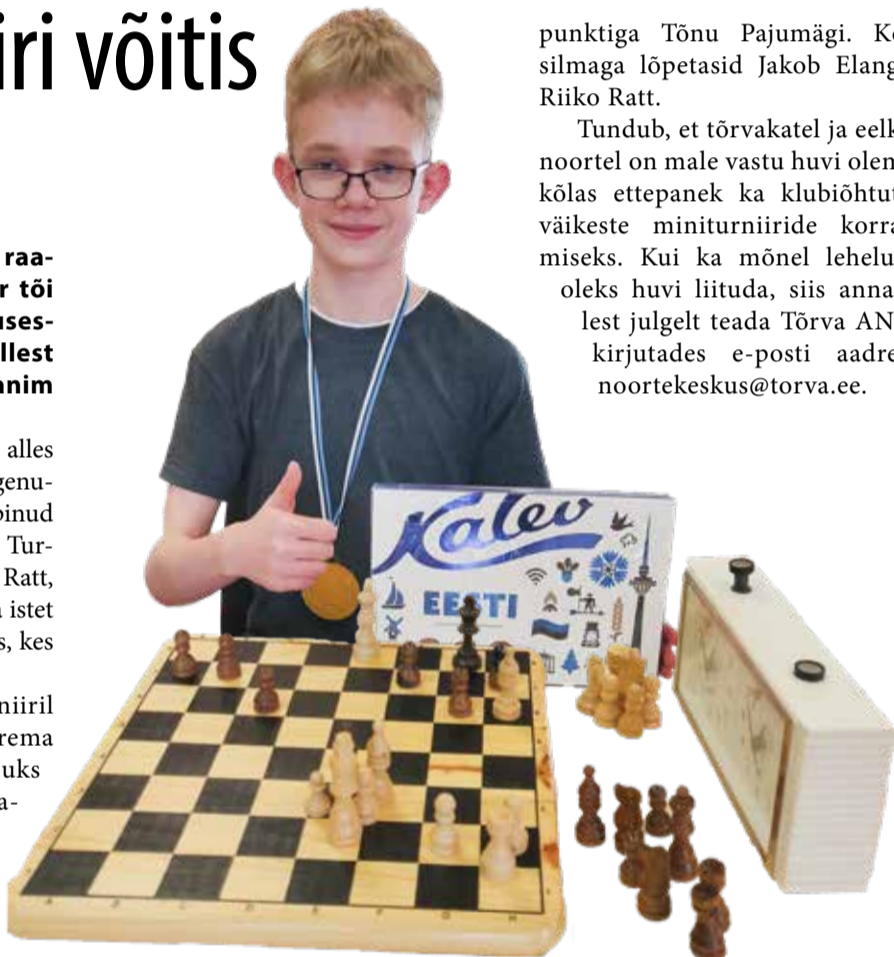 iri võitis
raa-
r tõi
uses-
llest
anim
alles
genu-
pinud
Tur-
Ratt,
istet
s, kes
niiril
rema
uks
a-
punktiga Tõnu Pajumägi. Ko
silmaga lõpetasid Jakob Elang
Riiko Ratt.
Tundub, et tõrvakatel ja eelk
noortel on male vastu huvi olen
kõlas ettepanek ka klubiõhtut
väikeste miniturniiride korra
miseks. Kui ka mõnel lehelu
oleks huvi liituda, siis anna
lest julgelt teada Tõrva AN
kirjutades e-posti aadre
noortekeskus@torva.ee.
Kalev
EESTI